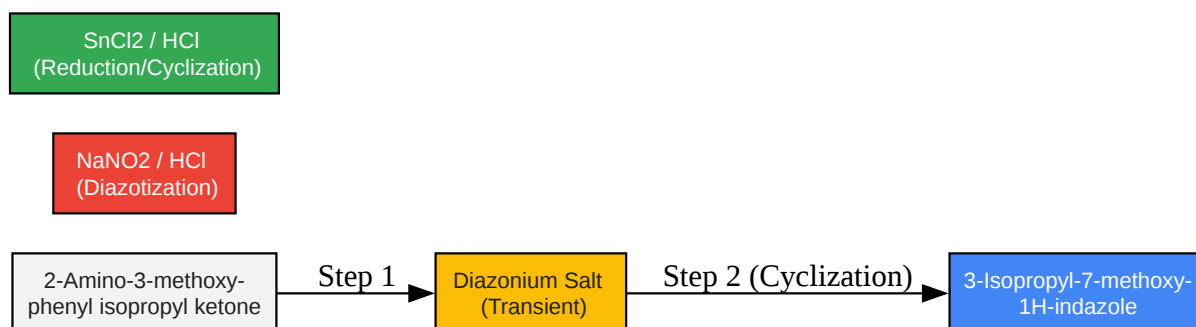 SnCl2 / HCl
(Reduction/Cyclization)
NaNO2 / HCl
(Diazotization)
2-Amino-3-methoxy-
phenyl isopropyl ketone
Step 1
Diazonium Salt
(Transient)
Step 2 (Cyclization)
3-Isopropyl-7-methoxy-
1H-indazole